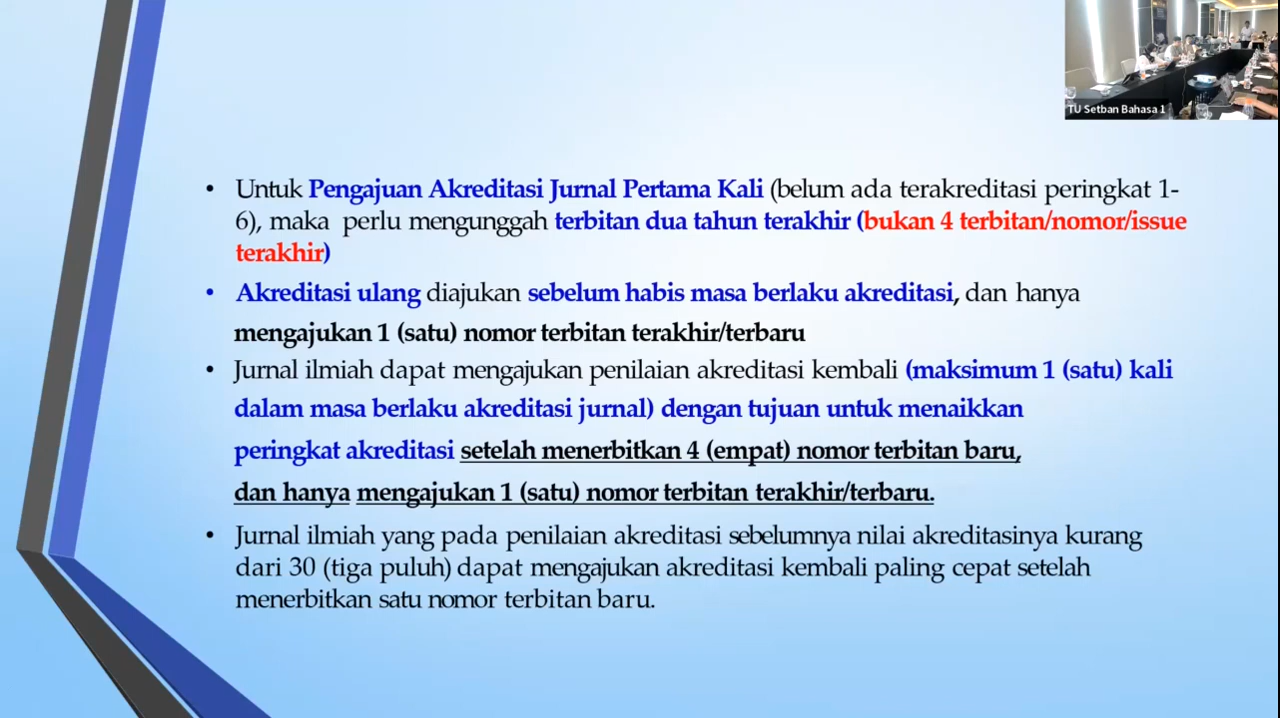 TU Setban Bahasa 1
• Untuk Pengajuan Akreditasi Jurnal Pertama Kali (belum ada terakreditasi peringkat 1-
6), maka perlu mengunggah terbitan dua tahun terakhir (bukan 4 terbitan/nomor/issue
terakhir)
• Akreditasi ulang diajukan sebelum habis masa berlaku akreditasi, dan hanya
mengajukan 1 (satu) nomor terbitan terakhir/terbaru
• Jurnal ilmiah dapat mengajukan penilaian akreditasi kembali (maksimum 1 (satu) kali
dalam masa berlaku akreditasi jurnal) dengan tujuan untuk menaikkan
peringkat akreditasi setelah menerbitkan 4 (empat) nomor terbitan baru,
dan hanya mengajukan 1 (satu) nomor terbitan terakhir/terbaru.
• Jurnal ilmiah yang pada penilaian akreditasi sebelumnya nilai akreditasinya kurang
dari 30 (tiga puluh) dapat mengajukan akreditasi kembali paling cepat setelah
menerbitkan satu nomor terbitan baru.